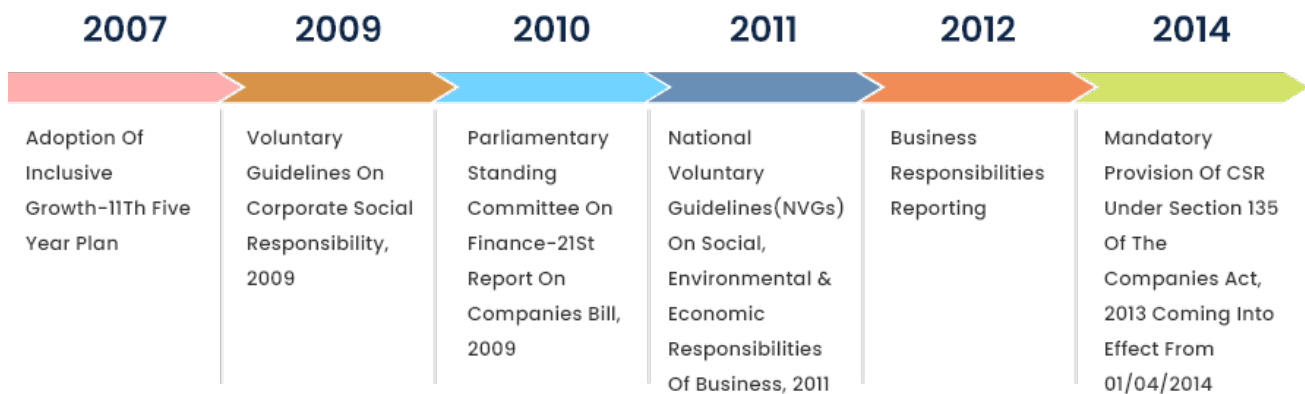 2007
2009
2010
2011
2012
2014
Adoption Of
Inclusive
Growth-11Th Five
Year Plan
Voluntary
Guidelines On
Corporate Social
Responsibility,
2009
Parliamentary
Standing
Committee On
Finance-21St
Report On
Companies Bill,
2009
National
Voluntary
Guidelines(NVGs)
On Social,
Environmental &
Economic
Responsibilities
Of Business, 2011
Business
Responsibilities
Reporting
Mandatory
Provision Of CSR
Under Section 135
Of The
Companies Act,
2013 Coming Into
Effect From
01/04/2014